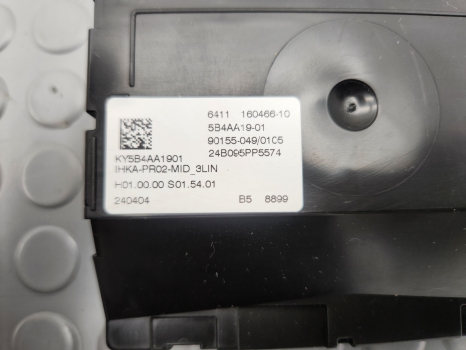 6411 160466-10
5B4AA19-01
90155-049/0105
24B095PP5574
KY5B4AA1901
IHKA-PR02-MID_3LIN
H01.00.00 S01.54.01
240404 B5 8899